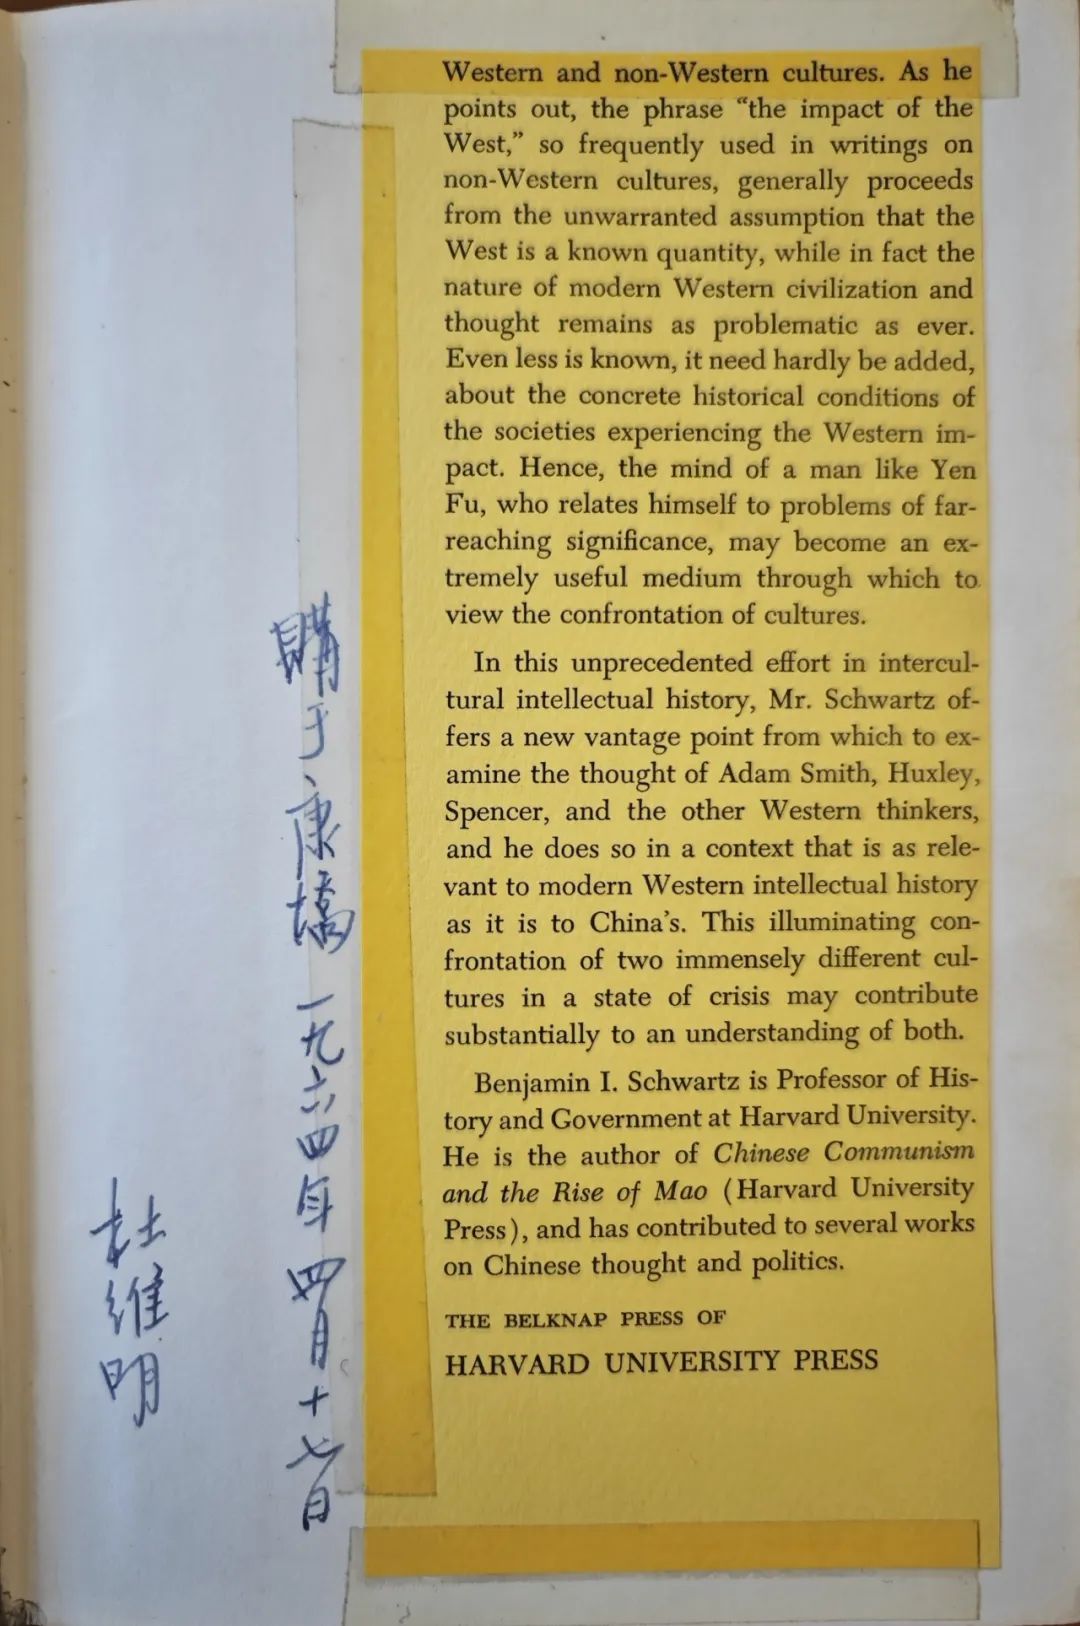 Western and non-Western cultures. As he
points out, the phrase “the impact of the
West,” so frequently used in writings on
non-Western cultures, generally proceeds
from the unwarranted assumption that the
West is a known quantity, while in fact the
nature of modern Western civilization and
thought remains as problematic as ever.
Even less is known, it need hardly be added,
about the concrete historical conditions of
the societies experiencing the Western im-
pact. Hence, the mind of a man like Yen
Fu, who relates himself to problems of far-
reaching significance, may become an ex-
tremely useful medium through which to
view the confrontation of cultures.
In this unprecedented effort in intercul-
tural intellectual history, Mr. Schwartz of-
fers a new vantage point from which to ex-
amine the thought of Adam Smith, Huxley,
Spencer, and the other Western thinkers,
and he does so in a context that is as rele-
vant to modern Western intellectual history
as it is to China’s. This illuminating con-
frontation of two immensely different cul-
tures in a state of crisis may contribute
substantially to an understanding of both.
Benjamin I. Schwartz is Professor of His-
tory and Government at Harvard University.
He is the author of Chinese Communism
and the Rise of Mao (Harvard University
Press), and has contributed to several works
on Chinese thought and politics.
THE BELKNAP PRESS OF
HARVARD UNIVERSITY PRESS
購于康橋 一九六四年四月十七日
杜維明